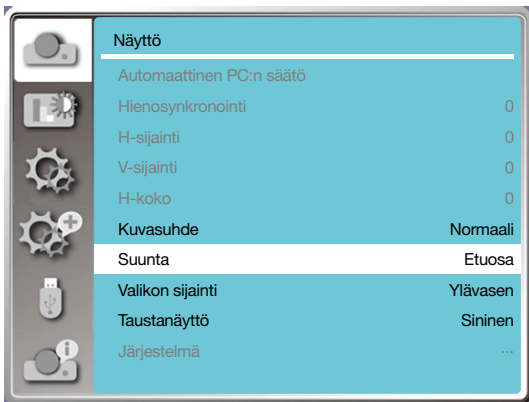 Näyttö
Automaattinen PC:n säätö
Hienosynkronointi 0
H-sijainti 0
V-sijainti 0
H-koko 0
Kuvasuhde Normaali
Suunta Etuosa
Valikon sijainti Ylävasen
Taustanäyttö Sininen
Järjestelmä ...